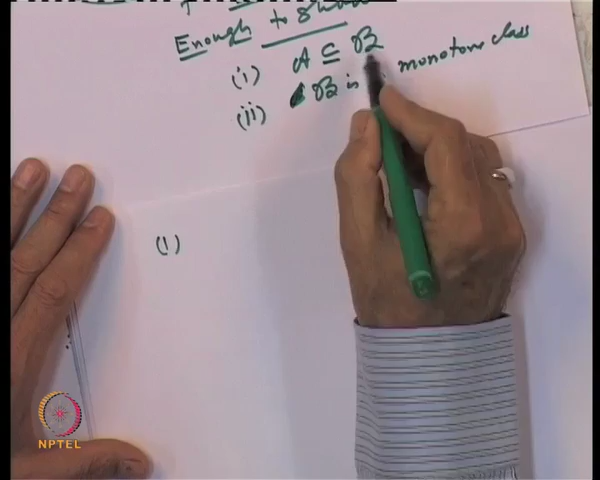 Enough to show
(i) A ⊆ B
(ii) B is monotone class
(1)
NPTEL